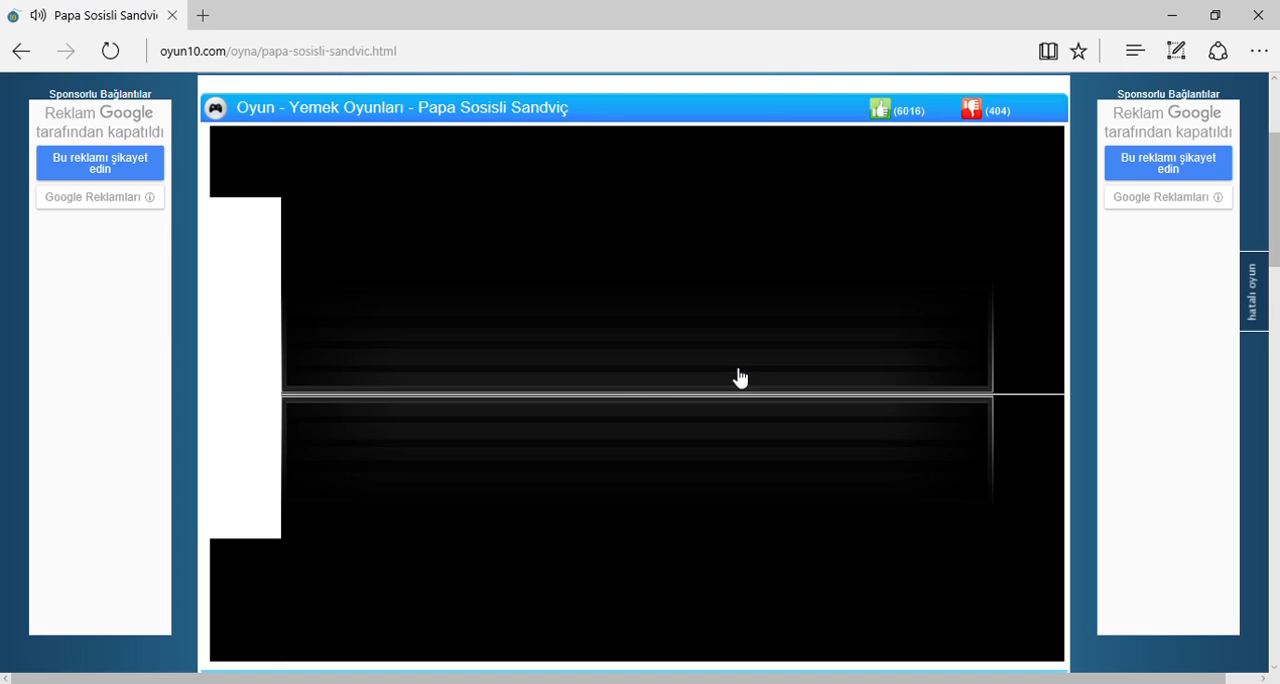 Papa Sosisli Sandvi
oyun10.com/oyna/papa-sosisli-sandvic.html
Sponsorlu Bağlantılar
Reklam Google
tarafından kapatıldı
Bu reklamı şikayet
edin
Google Reklamları
Oyun - Yemek Oyunları - Papa Sosisli Sandviç
(6016)
(404)
Sponsorlu Bağlantılar
Reklam Google
tarafından kapatıldı
Bu reklamı şikayet
edin
Google Reklamları
hatalı oyun